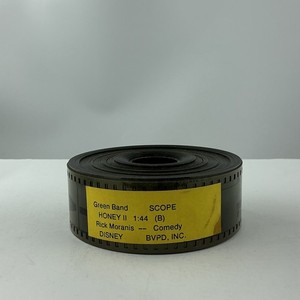 Green Band SCOPE
HONEY II 1:44 (B)
Rick Moranis -- Comedy
DISNEY BVPD, INC.